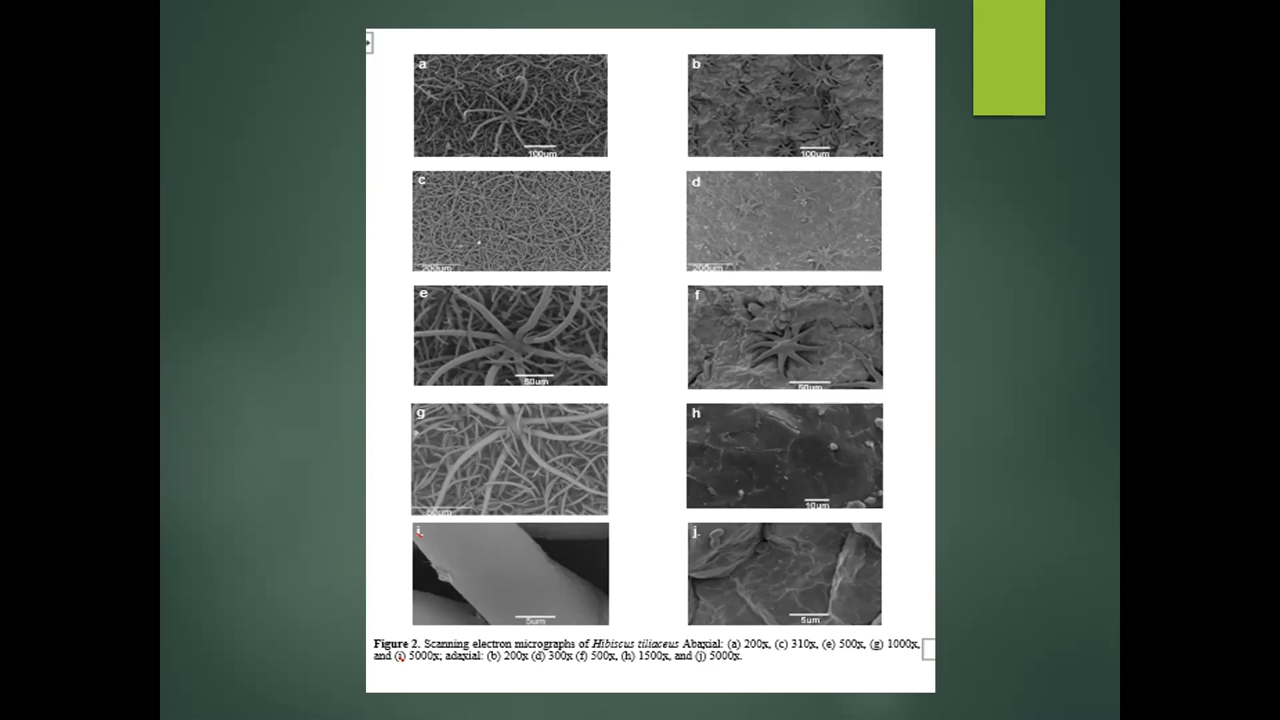 a
b
100um
100um
c
d
200um
200um
e
f
50um
50um
g
h
50um
10um
i.
j.
5um
5um
Figure 2. Scanning electron micrographs of Hibiscus tiliaceus Abaxial: (a) 200x, (c) 310x, (e) 500x, (g) 1000x,
and (i) 5000x; adaxial: (b) 200x (d) 300x (f) 500x, (h) 1500x, and (j) 5000x.